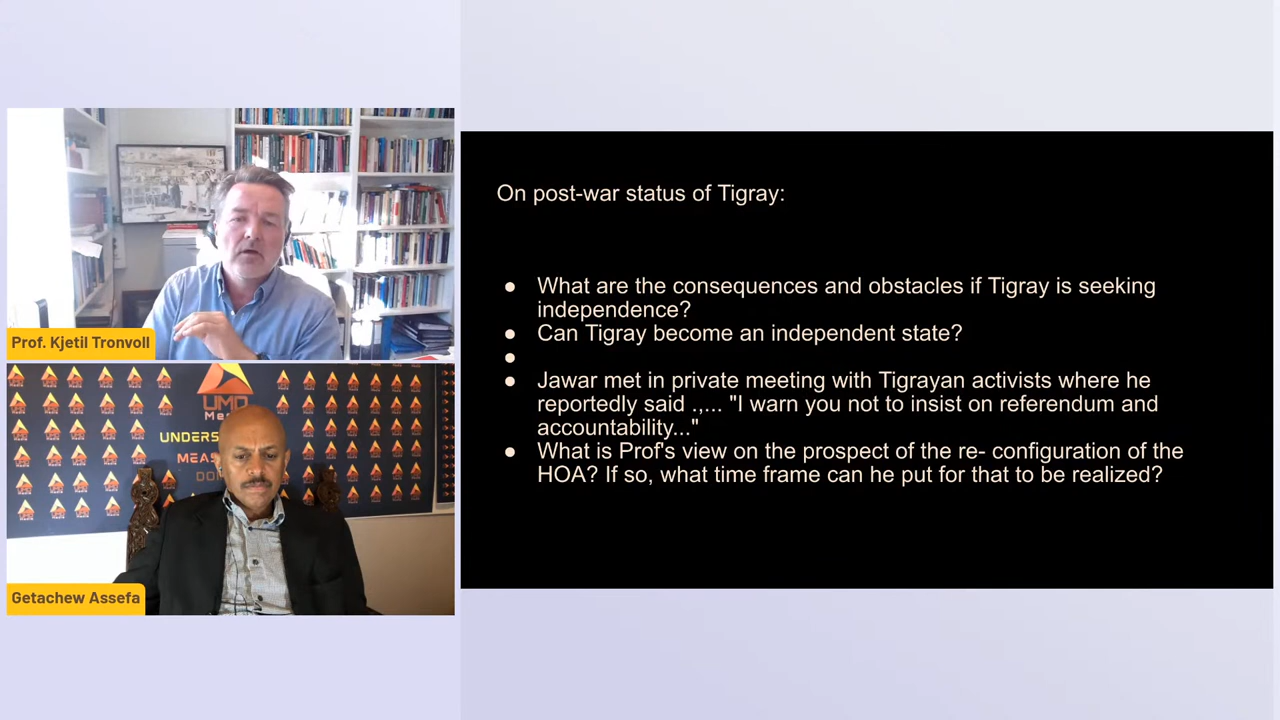 Prof. Kjetil Tronvoll
UMD
Media
UNDERS
MEAS
DO
Getachew Assefa
On post-war status of Tigray:
● What are the consequences and obstacles if Tigray is seeking
independence?
● Can Tigray become an independent state?
●
● Jawar met in private meeting with Tigrayan activists where he
reportedly said .,... "I warn you not to insist on referendum and
accountability..."
● What is Prof's view on the prospect of the re- configuration of the
HOA? If so, what time frame can he put for that to be realized?